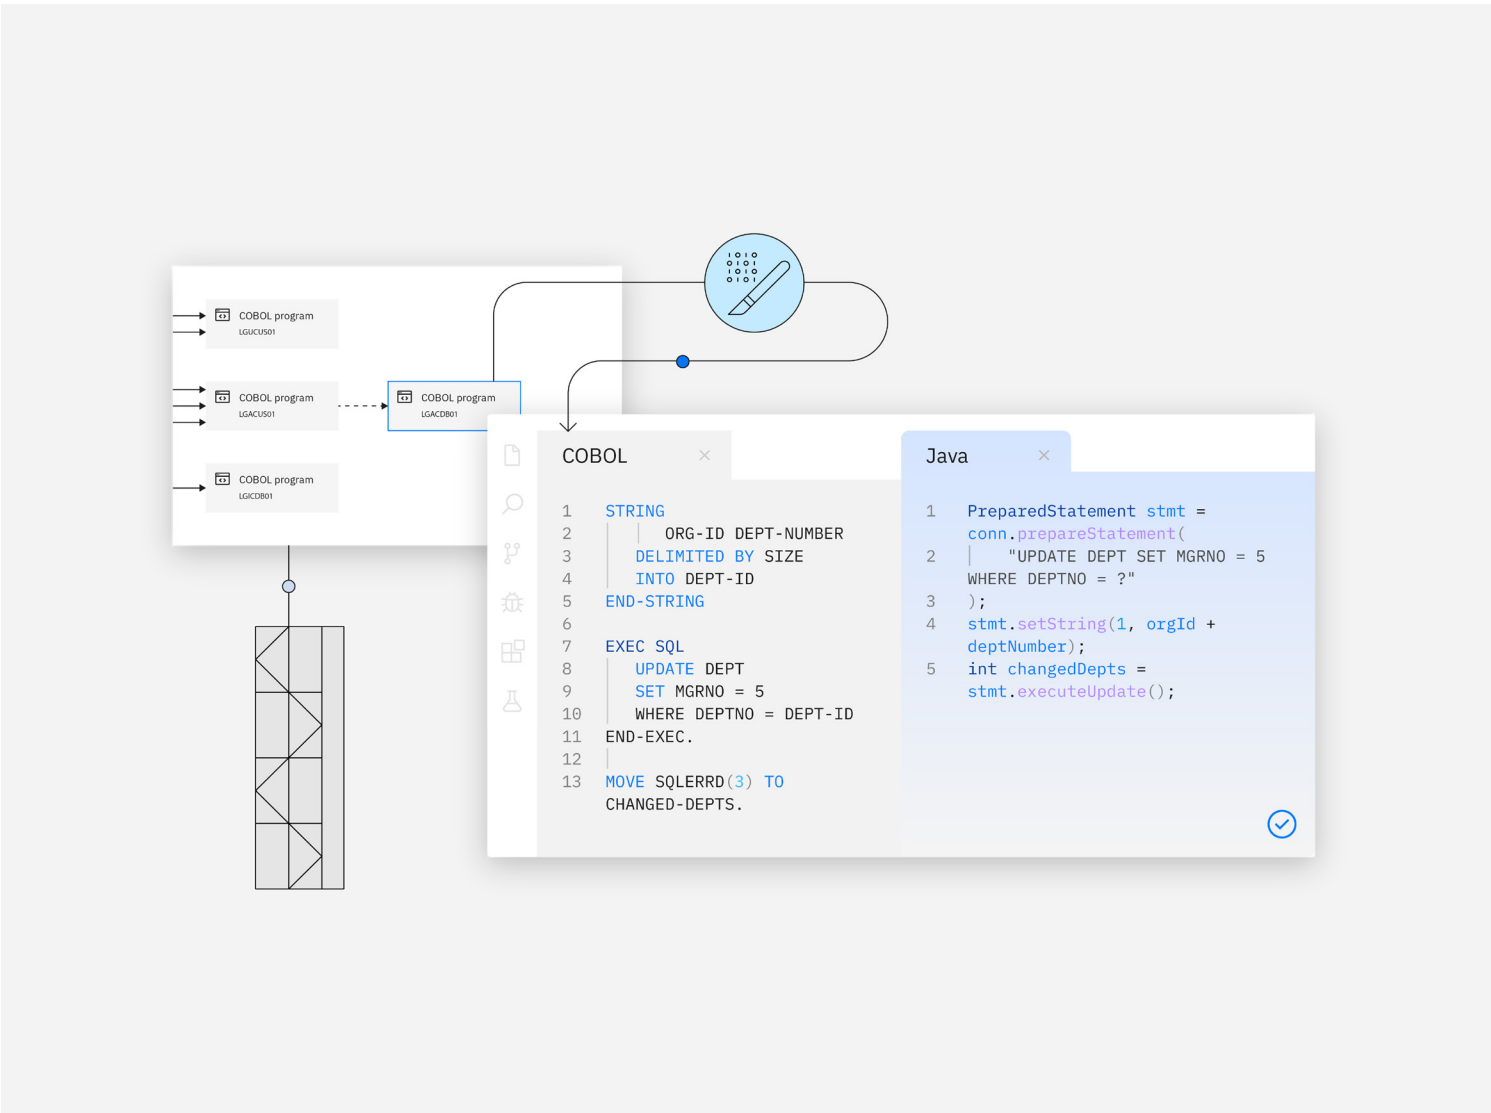 COBOL program
LGUCUS01
COBOL program
LGACUS01
COBOL program
LGACDB01
COBOL program
LGICDB01
COBOL
1 STRING
2 ORG-ID DEPT-NUMBER
3 DELIMITED BY SIZE
4 INTO DEPT-ID
5 END-STRING
6
7 EXEC SQL
8 UPDATE DEPT
9 SET MGRNO = 5
10 WHERE DEPTNO = DEPT-ID
11 END-EXEC.
12
13 MOVE SQLERRD(3) TO
CHANGED-DEPTS.
Java
1 PreparedStatement stmt =
conn.prepareStatement(
2 "UPDATE DEPT SET MGRNO = 5
WHERE DEPTNO = ?"
3 );
4 stmt.setString(1, orgId +
deptNumber);
5 int changedDepts =
stmt.executeUpdate();